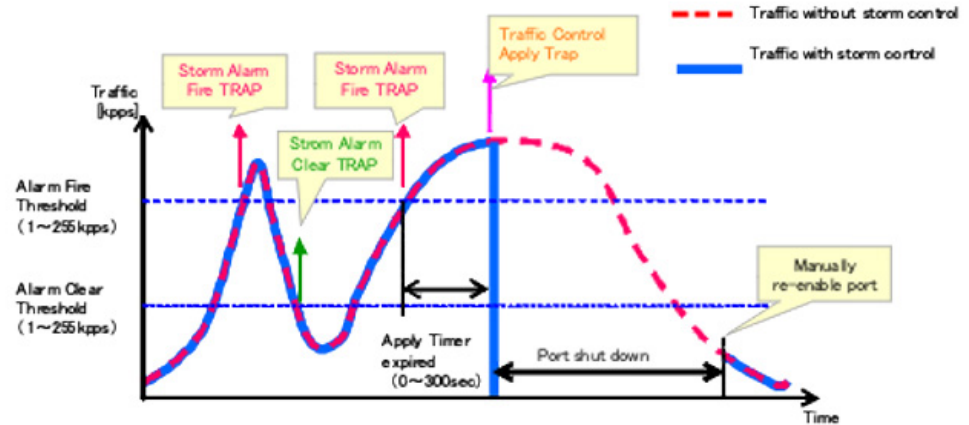 Traffic without storm control
Traffic with storm control
Traffic Control
Apply Trap
Storm Alarm
Fire TRAP
Storm Alarm
Fire TRAP
Strom Alarm
Clear TRAP
Traffic
[kpps]
Alarm Fire
Threshold
(1～255kpps)
Alarm Clear
Threshold
(1～255kpps)
Manually
re-enable port
Apply Timer
expired
(0～300sec)
Port shut down
Time